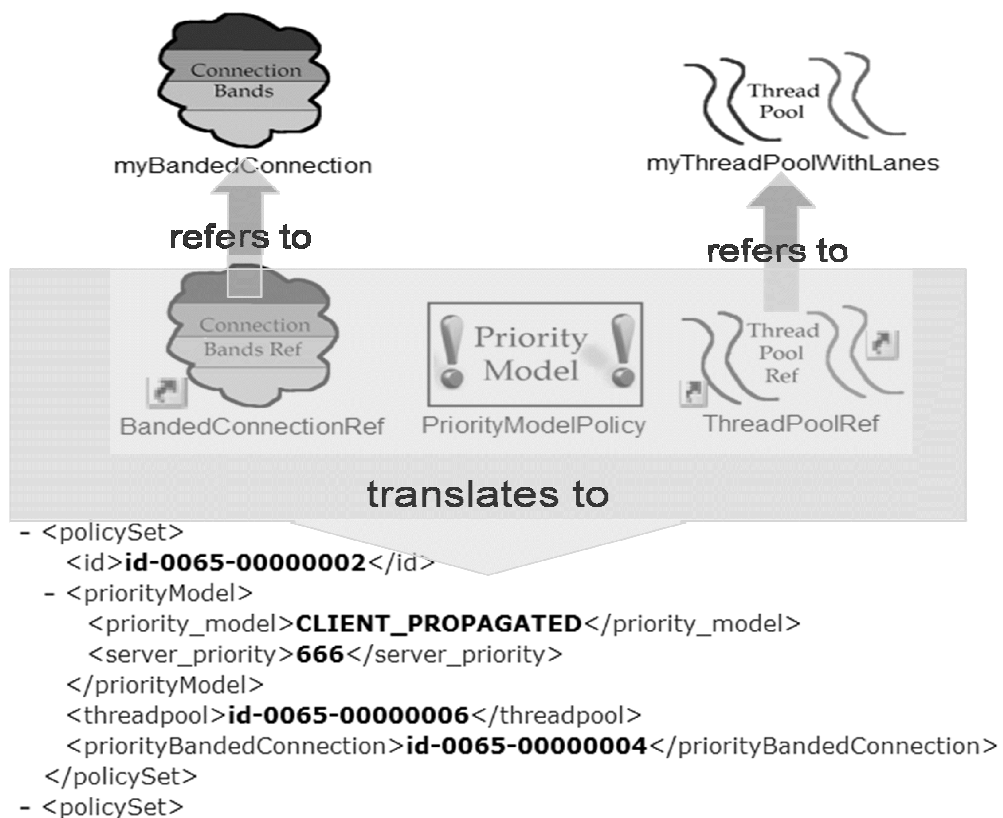 Connection
Bands
myBandedConnection
Thread
Pool
myThreadPoolWithLanes
refers to
refers to
Connection
Bands Ref
BandedConnectionRef
Priority
Model
PriorityModelPolicy
Thread
Pool
Ref
ThreadPoolRef
translates to
- <policySet>
<id>id-0065-00000002</id>
- <priorityModel>
<priority_model>CLIENT_PROPAGATED</priority_model>
<server_priority>666</server_priority>
</priorityModel>
<threadpool>id-0065-00000006</threadpool>
<priorityBandedConnection>id-0065-00000004</priorityBandedConnection>
</policySet>
- <policySet>